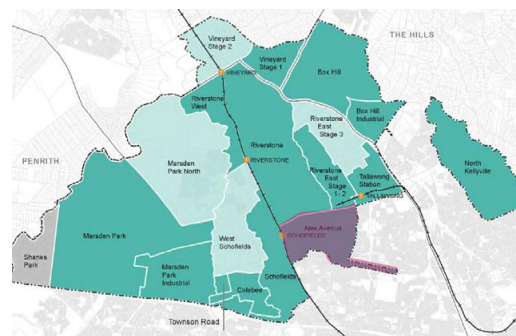 THE HILLS
Vineyard
Stage 2
Vineyard
Stage 1
VINEYARD
Box Hill
Riverstone
West
Riverstone
East
Stage 3
Box Hill
Industrial
PENRITH
Marsden
Park North
Riverstone
RIVERSTONE
Riverstone
East Stage
1 - 2
Tallawong
Station
TALLAWONG
North
Kellyville
Marsden Park
West
Schofields
Alex Avenue
SCHOFIELDS
Shanes
Park
Marsden
Park
Industrial
Schofields
Colebee
Townson Road